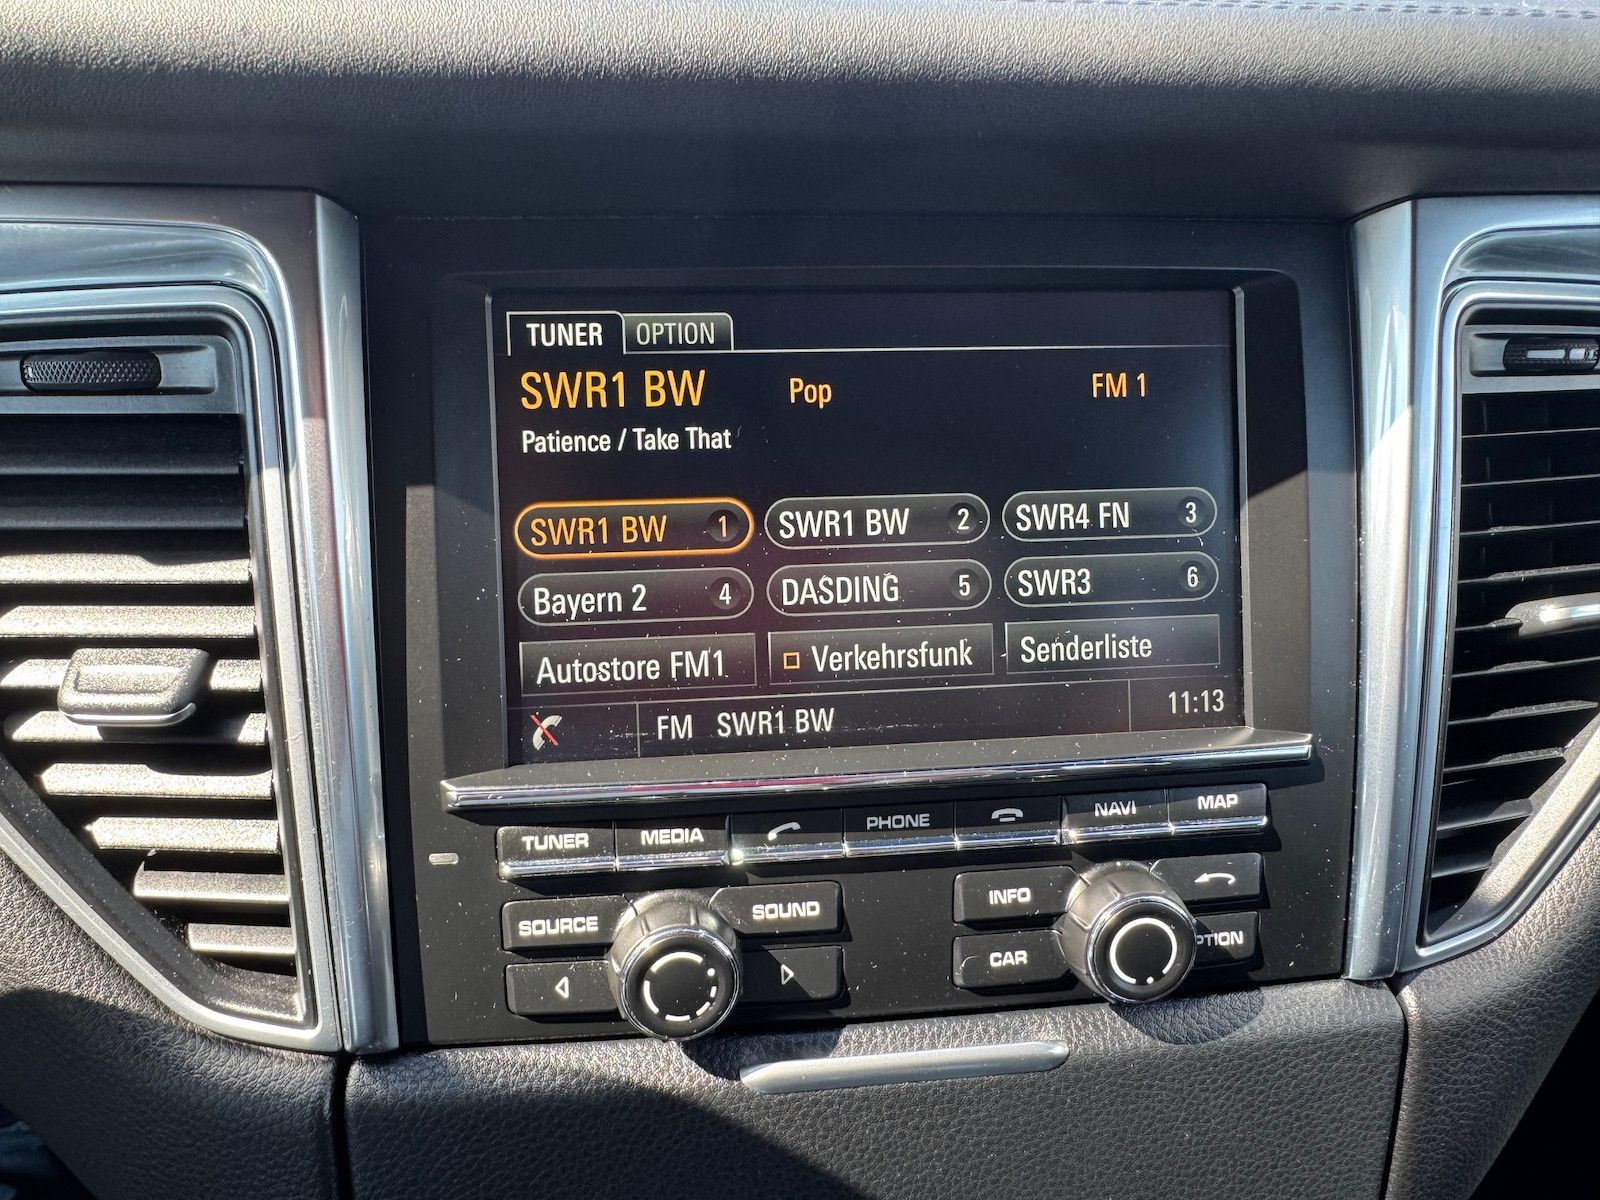 TUNER OPTION
SWR1 BW Pop FM 1
Patience / Take That
SWR1 BW 1 SWR1 BW 2 SWR4 FN 3
Bayern 2 4 DASDING 5 SWR3 6
Autostore FM1 Verkehrsfunk Senderliste
FM SWR1 BW 11:13
TUNER MEDIA PHONE NAVI MAP
SOURCE SOUND INFO
CAR